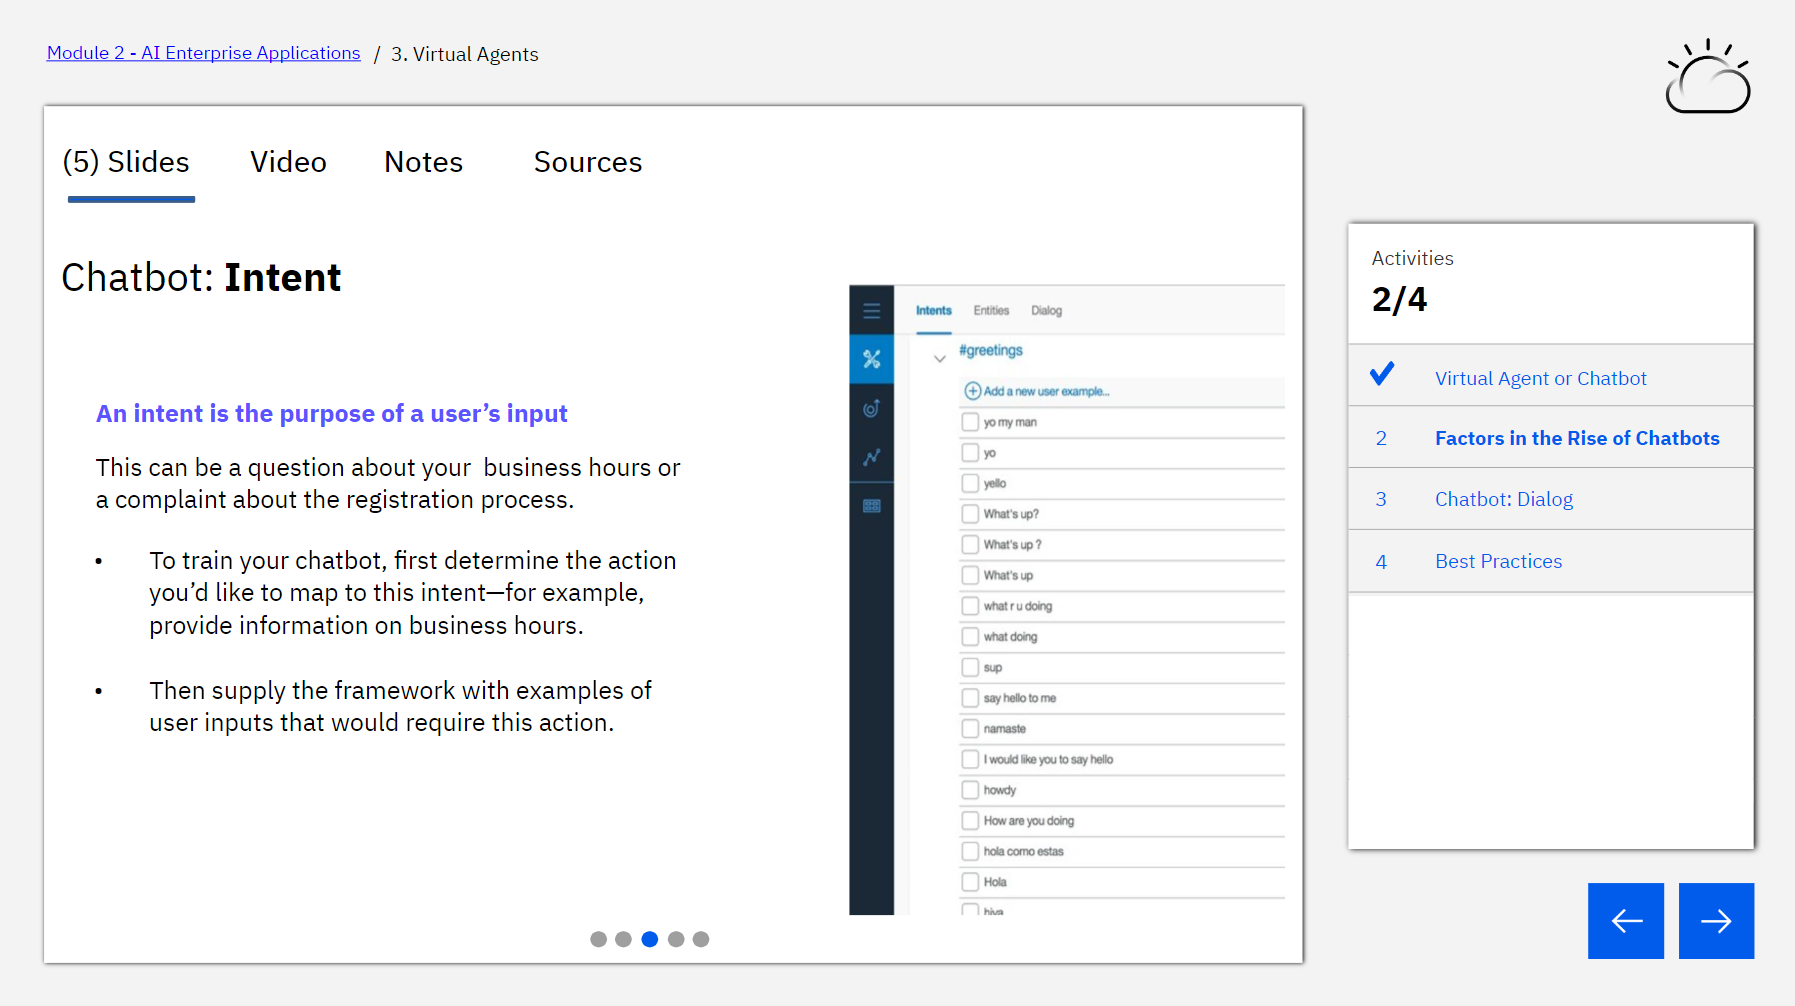 Module 2 - AI Enterprise Applications / 3. Virtual Agents
(5) Slides Video Notes Sources
Chatbot: Intent
An intent is the purpose of a user’s input
This can be a question about your business hours or
a complaint about the registration process.
• To train your chatbot, first determine the action
you’d like to map to this intent—for example,
provide information on business hours.
• Then supply the framework with examples of
user inputs that would require this action.
Intents Entities Dialog
#greetings
Add a new user example...
yo my man
yo
yello
What's up?
What's up ?
What's up
what r u doing
what doing
sup
say hello to me
namaste
I would like you to say hello
howdy
How are you doing
hola como estas
Hola
hiya
Activities
2/4
Virtual Agent or Chatbot
2 Factors in the Rise of Chatbots
3 Chatbot: Dialog
4 Best Practices